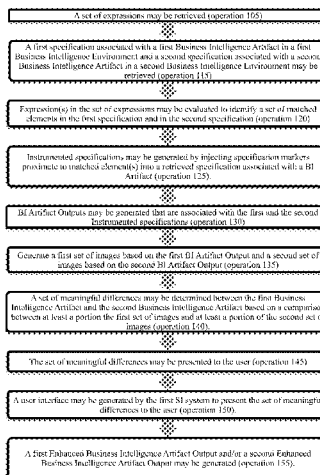 A set of expressions may be retrieved (operation 105)
A first specification associated with a first Business Intelligence Artifact in a first
Business Intelligence Environment and a second specification associated with a second
Business Intelligence Artifact in a second Business Intelligence Environment may be
retrieved (operation 115)
Expression(s) in the set of expressions may be evaluated to identify a set of matched
elements in the first specification and in the second specification (operation 120)
Instrumented specifications may be generated by injecting specification markers
proximate to matched element(s) into a retrieved specification associated with a BI
Artifact (operation 125).
BI Artifact Outputs may be generated that are associated with the first and the second
Instrumented specifications (operation 130)
Generate a first set of images based on the first BI Artifact Output and a second set of
images based on the second BI Artifact Output (operation 135)
A set of meaningful differences may be determined between the first Business
Intelligence Artifact and the second Business Intelligence Artifact based on a comparison
between at least a portion the first set of images and at least a portion of the second set of
images (operation 140).
The set of meaningful differences may be presented to the user (operation 145)
A user interface may be generated by the first SI system to present the set of meaningful
differences to the user (operation 150).
A first Enhanced Business Intelligence Artifact Output and/or a second Enhanced
Business Intelligence Artifact Output may be generated (operation 155).